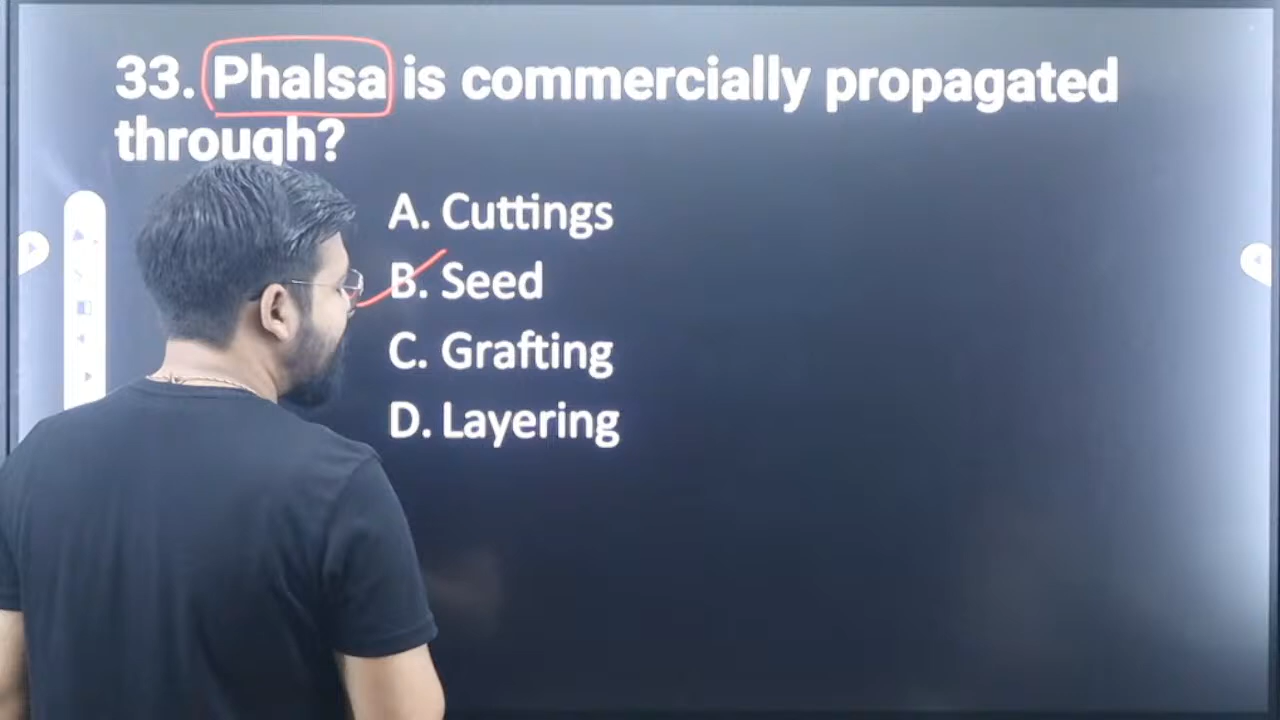 33. Phalsa is commercially propagated
through?
A. Cuttings
B. Seed
C. Grafting
D. Layering